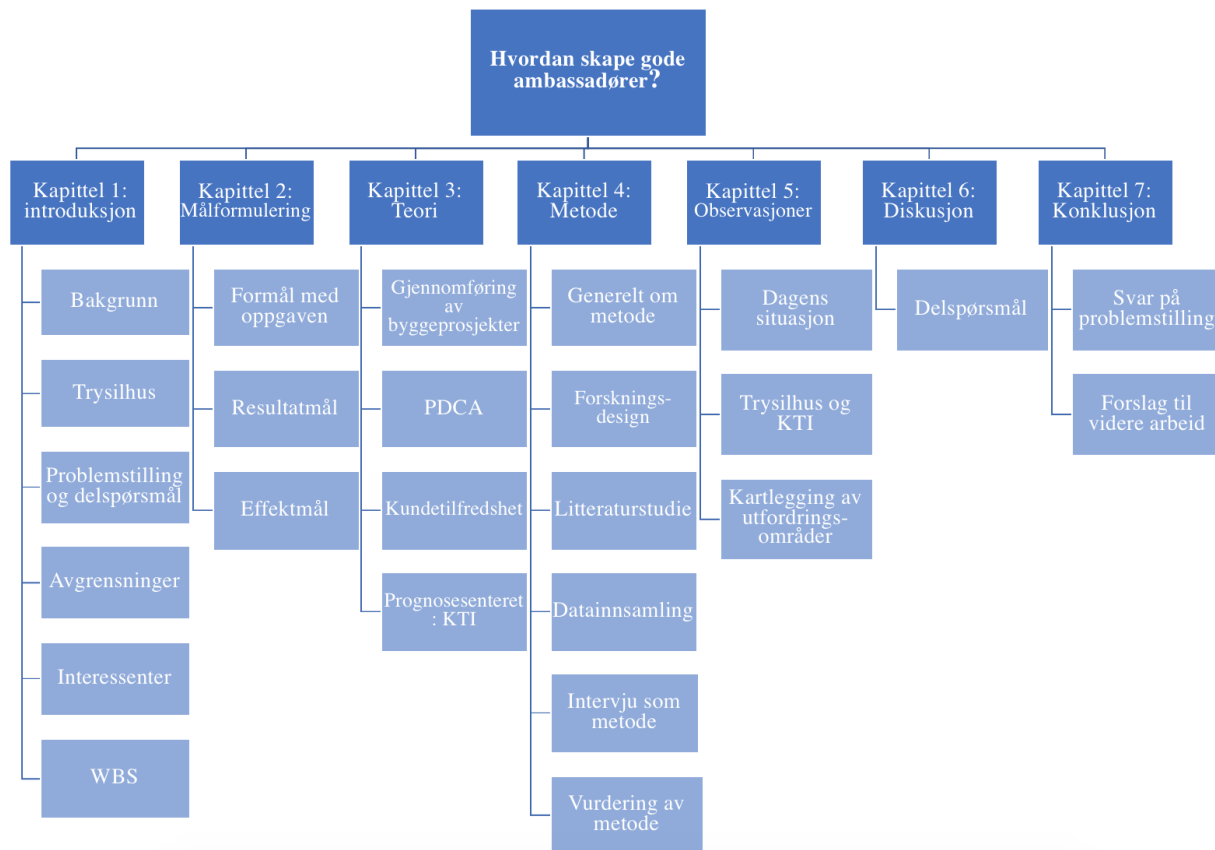 Hvordan skape gode
ambassadører?
Kapittel 1:
introduksjon
Bakgrunn
Trysilhus
Problemstilling
og delspørsmål
Avgrensninger
Interessenter
WBS
Kapittel 2:
Målformulering
Formål med
oppgaven
Resultatmål
Effektmål
Kapittel 3:
Teori
Gjennomføring
av
byggeprosjekter
PDCA
Kundetilfredshet
Prognosesenteret
: KTI
Kapittel 4:
Metode
Generelt om
metode
Forsknings-
design
Litteraturstudie
Datainnsamling
Intervju som
metode
Vurdering av
metode
Kapittel 5:
Observasjoner
Dagens
situasjon
Trysilhus og
KTI
Kartlegging av
utfordrings-
områder
Kapittel 6:
Diskusjon
Delspørsmål
Kapittel 7:
Konklusjon
Svar på
problemstilling
Forslag til
videre arbeid